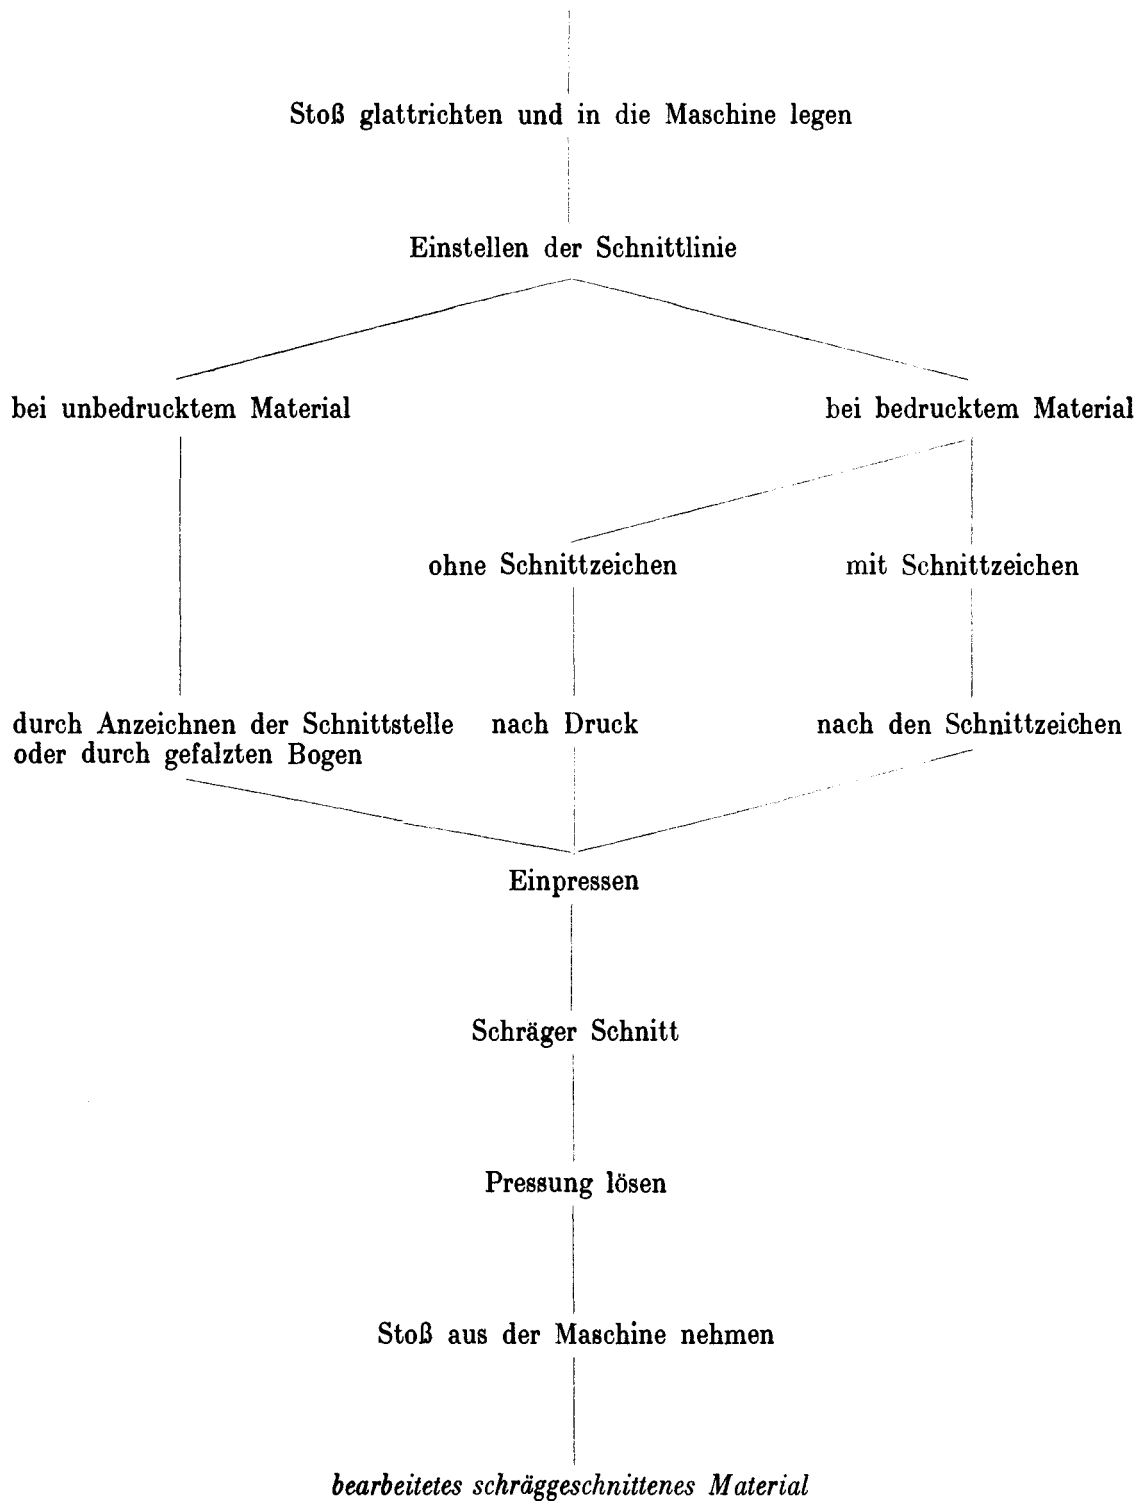 Stoß glattrichten und in die Maschine legen
Einstellen der Schnittlinie
bei unbedrucktem Material
bei bedrucktem Material
ohne Schnittzeichen
mit Schnittzeichen
durch Anzeichnen der Schnittstelle
oder durch gefalzten Bogen
nach Druck
nach den Schnittzeichen
Einpressen
Schräger Schnitt
Pressung lösen
Stoß aus der Maschine nehmen
bearbeitetes schräggeschnittenes Material